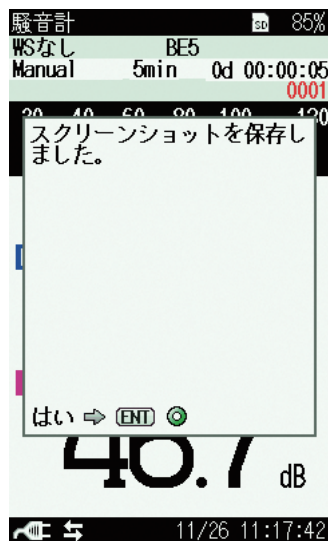 騒音計 SD 85%
WSなし BE5
Manual 5min 0d 00:00:05
0001
スクリーンショットを保存し
ました。
はい ⇨ ENT
46.7 dB
11/26 11:17:42